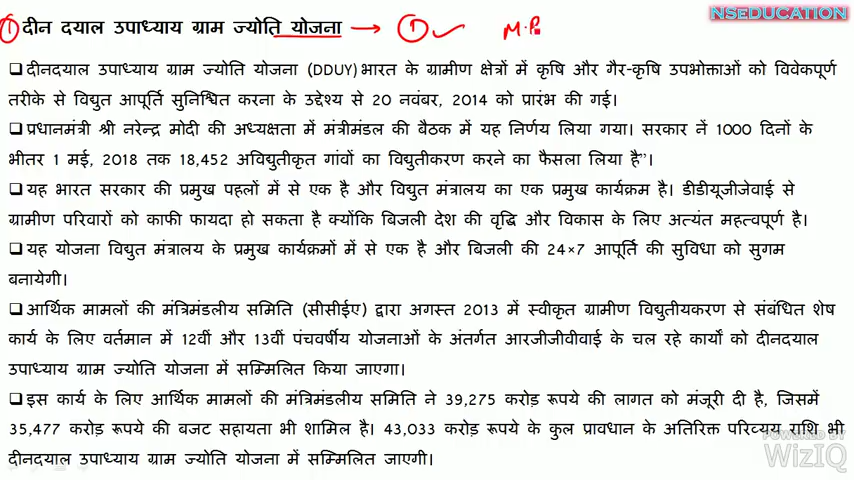 NSEDUCATION
① दीन दयाल उपाध्याय ग्राम ज्योति योजना → ① ✓ M.P
❑दीनदयाल उपाध्याय ग्राम ज्योति योजना (DDUY) भारत के ग्रामीण क्षेत्रों में कृषि और गैर-कृषि उपभोक्ताओं को विवेकपूर्ण
तरीके से विद्युत आपूर्ति सुनिश्चित करना के उद्देश्य से 20 नवंबर, 2014 को प्रारंभ की गई।
❑प्रधानमंत्री श्री नरेन्द्र मोदी की अध्यक्षता में मंत्रीमंडल की बैठक में यह निर्णय लिया गया। सरकार नें 1000 दिनों के
भीतर 1 मई, 2018 तक 18,452 अविद्युतीकृत गांवों का विद्युतीकरण करने का फैसला लिया है”।
❑यह भारत सरकार की प्रमुख पहलों में से एक है और विद्युत मंत्रालय का एक प्रमुख कार्यक्रम है। डीडीयूजीजेवाई से
ग्रामीण परिवारों को काफी फायदा हो सकता है क्योंकि बिजली देश की वृद्धि और विकास के लिए अत्यंत महत्वपूर्ण है।
❑यह योजना विद्युत मंत्रालय के प्रमुख कार्यक्रमों में से एक है और बिजली की 24×7 आपूर्ति की सुविधा को सुगम
बनायेगी।
❑आर्थिक मामलों की मंत्रिमंडलीय समिति (सीसीईए) द्वारा अगस्त 2013 में स्वीकृत ग्रामीण विद्युतीयकरण से संबंधित शेष
कार्य के लिए वर्तमान में 12वीं और 13वीं पंचवर्षीय योजनाओं के अंतर्गत आरजीजीवीवाई के चल रहे कार्यों को दीनदयाल
उपाध्याय ग्राम ज्योति योजना में सम्मिलित किया जाएगा।
❑इस कार्य के लिए आर्थिक मामलों की मंत्रिमंडलीय समिति ने 39,275 करोड़ रूपये की लागत को मंजूरी दी है, जिसमें
35,477 करोड़ रूपये की बजट सहायता भी शामिल है। 43,033 करोड़ रूपये के कुल प्रावधान के अतिरिक्त परिव्यय राशि भी
दीनदयाल उपाध्याय ग्राम ज्योति योजना में सम्मिलित जाएगी।
POWERED BY
WizIQ